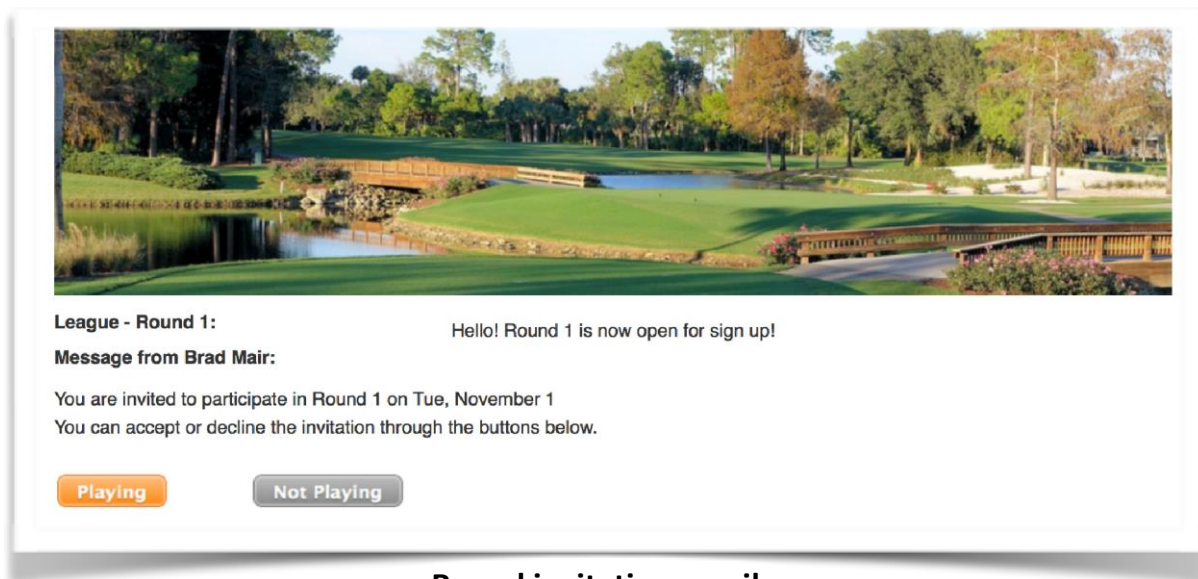 League - Round 1:
Hello! Round 1 is now open for sign up!
Message from Brad Mair:
You are invited to participate in Round 1 on Tue, November 1
You can accept or decline the invitation through the buttons below.
Playing
Not Playing